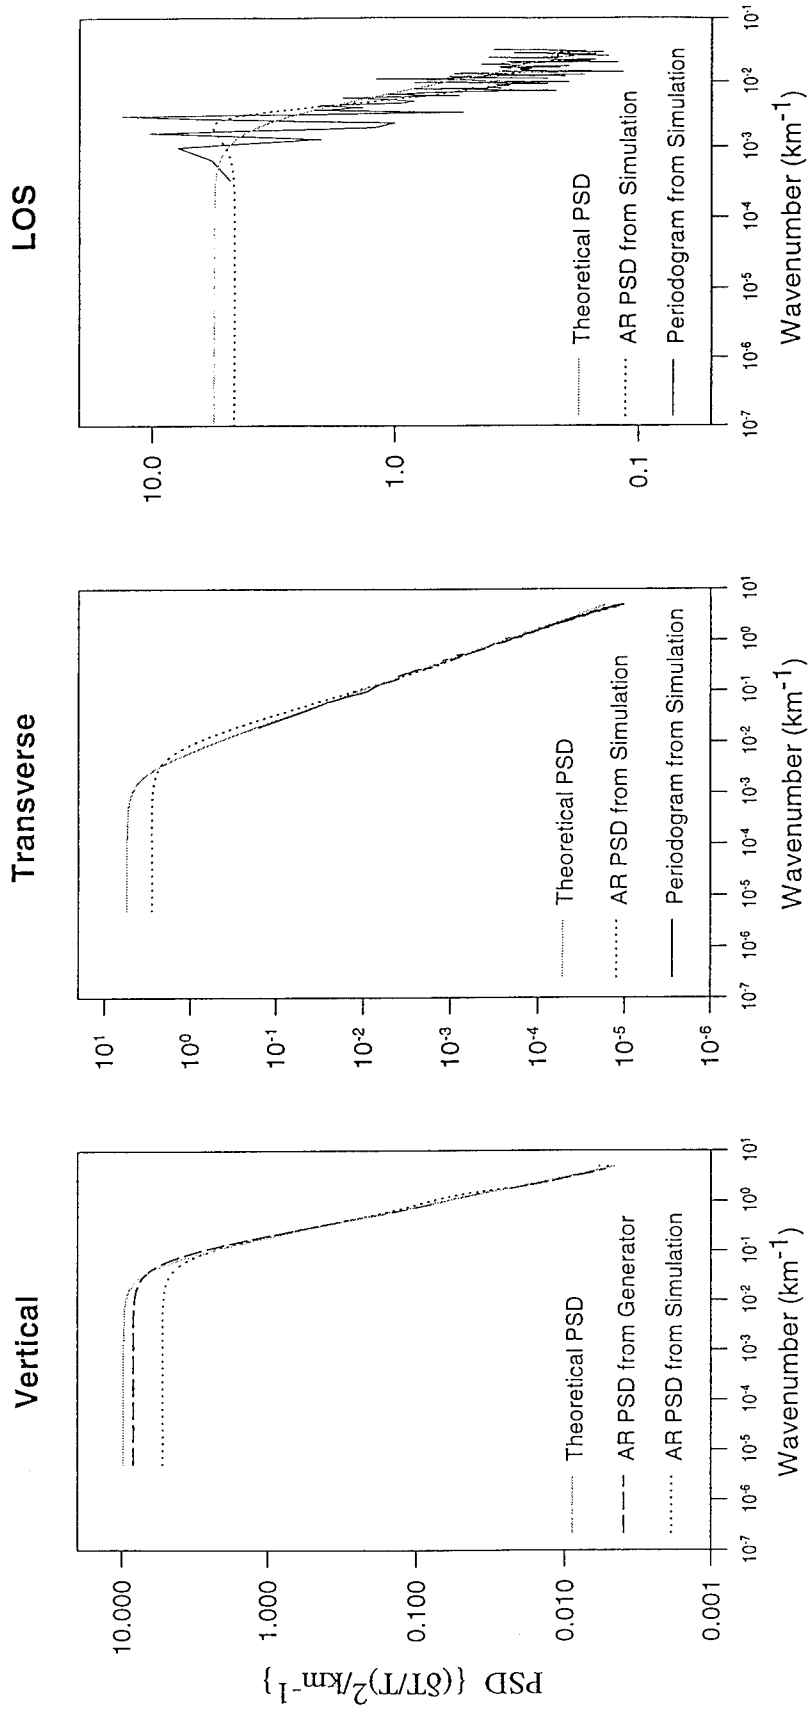 Vertical
PSD { (δT/T)²/km⁻¹ }
10.000
1.000
0.100
0.010
0.001
Theoretical PSD
AR PSD from Generator
AR PSD from Simulation
10⁻⁷ 10⁻⁶ 10⁻⁵ 10⁻⁴ 10⁻³ 10⁻² 10⁻¹ 10⁰ 10¹
Wavenumber (km⁻¹)
Transverse
10¹
10⁰
10⁻¹
10⁻²
10⁻³
10⁻⁴
10⁻⁵
10⁻⁶
Theoretical PSD
AR PSD from Simulation
Periodogram from Simulation
10⁻⁷ 10⁻⁶ 10⁻⁵ 10⁻⁴ 10⁻³ 10⁻² 10⁻¹ 10⁰ 10¹
Wavenumber (km⁻¹)
LOS
10.0
1.0
0.1
Theoretical PSD
AR PSD from Simulation
Periodogram from Simulation
10⁻⁷ 10⁻⁶ 10⁻⁵ 10⁻⁴ 10⁻³ 10⁻² 10⁻¹
Wavenumber (km⁻¹)